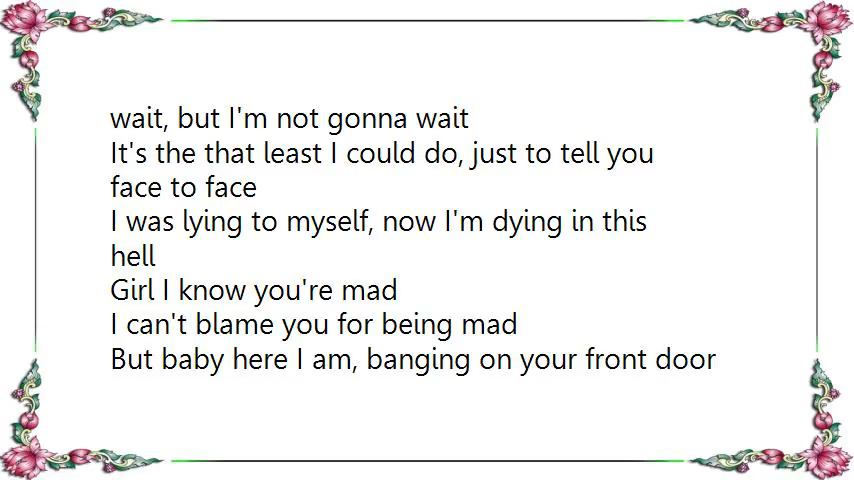 wait, but I'm not gonna wait
It's the that least I could do, just to tell you
face to face
I was lying to myself, now I'm dying in this
hell
Girl I know you're mad
I can't blame you for being mad
But baby here I am, banging on your front door